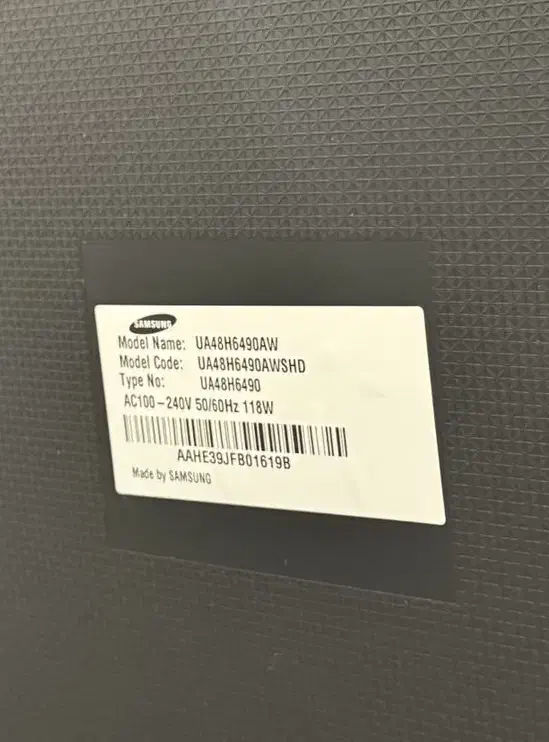 SAMSUNG
Model Name: UA48H6490AW
Model Code: UA48H6490AWSHD
Type No: UA48H6490
AC100-240V 50/60Hz 118W
AAHE39JFB01619B
Made by SAMSUNG